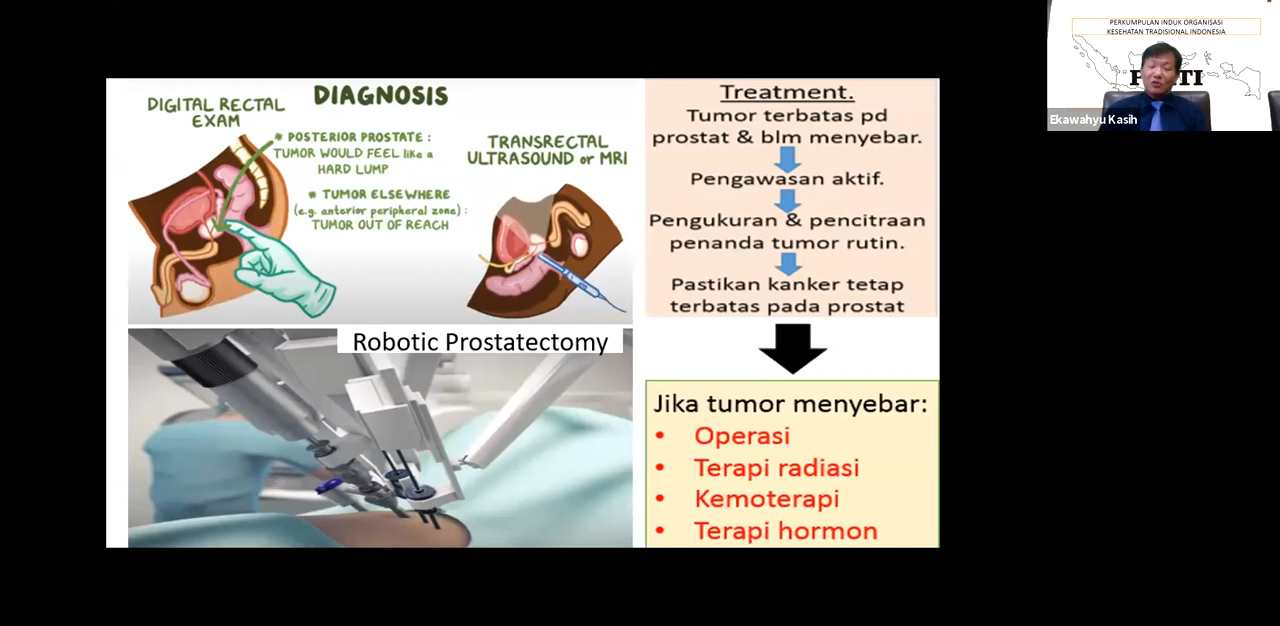 DIAGNOSIS
DIGITAL RECTAL
EXAM
* POSTERIOR PROSTATE :
TUMOR WOULD FEEL like a
HARD LUMP
* TUMOR ELSEWHERE
(e.g. anterior peripheral zone) :
TUMOR OUT OF REACH
TRANSRECTAL
ULTRASOUND or MRI
Robotic Prostatectomy
Treatment.
Tumor terbatas pd
prostat & blm menyebar.
Pengawasan aktif.
Pengukuran & pencitraan
penanda tumor rutin.
Pastikan kanker tetap
terbatas pada prostat
Jika tumor menyebar:
• Operasi
• Terapi radiasi
• Kemoterapi
• Terapi hormon
PERKUMPULAN INDUK ORGANISASI
KESEHATAN TRADISIONAL INDONESIA
Ekawahyu Kasih